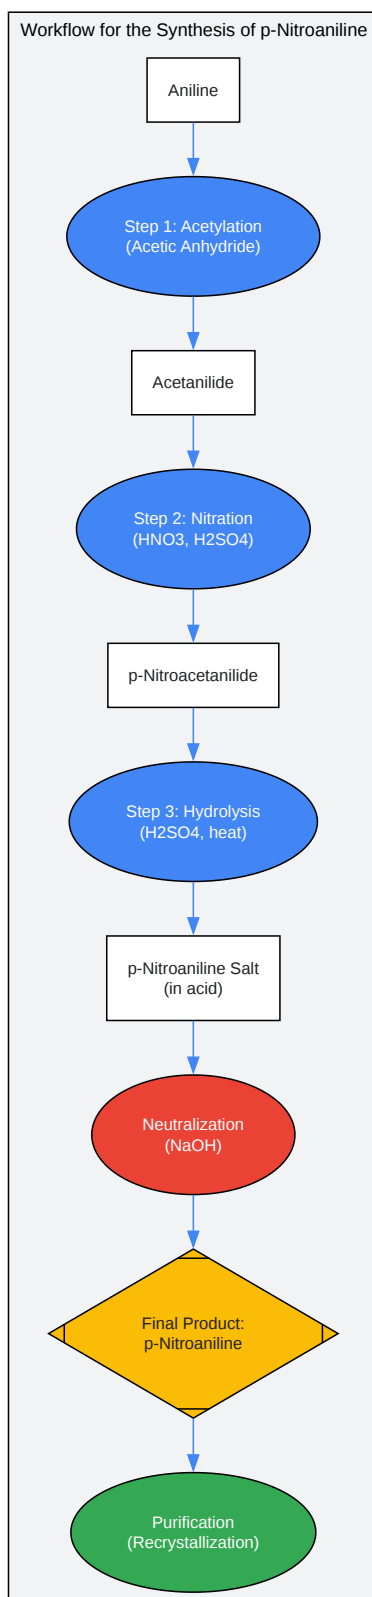 Workflow for the Synthesis of p-Nitroaniline
Aniline
Step 1: Acetylation
(Acetic Anhydride)
Acetanilide
Step 2: Nitration
(HNO3, H2SO4)
p-Nitroacetanilide
Step 3: Hydrolysis
(H2SO4, heat)
p-Nitroaniline Salt
(in acid)
Neutralization
(NaOH)
Final Product:
p-Nitroaniline
Purification
(Recrystallization)